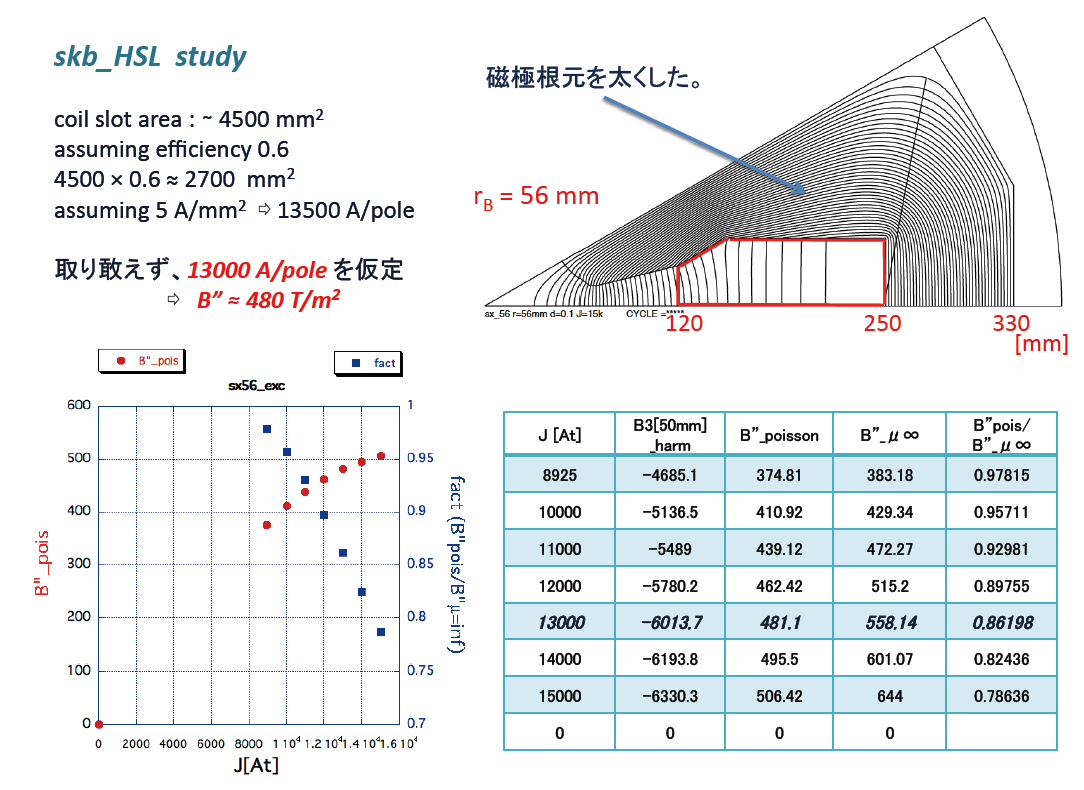 skb_HSL study
coil slot area : ~ 4500 mm²
assuming efficiency 0.6
4500 × 0.6 ≈ 2700 mm²
assuming 5 A/mm² ⇨ 13500 A/pole
取り敢えず、13000 A/pole を仮定
⇨ B” ≈ 480 T/m²
磁極根元を太くした。
r_B = 56 mm
sx_56 r=56mm d=0.1 J=15k CYCLE =*****
120 250 330
[mm]
B"_pois fact
sx56_exc
600 1
500 0.95
400 0.9
300 0.85
200 0.8
100 0.75
0 0.7
0 2000 4000 6000 8000 1 10⁴ 1.2 10⁴ 1.4 10⁴ 1.6 10⁴
J[At]
B"_pois
fact (B"pois/B"μ=inf)
J [At] B3[50mm]_harm B”_poisson B”_μ∞ B”pois/B”_μ∞
8925 −4685.1 374.81 383.18 0.97815
10000 −5136.5 410.92 429.34 0.95711
11000 −5489 439.12 472.27 0.92981
12000 −5780.2 462.42 515.2 0.89755
13000 −6013.7 481.1 558.14 0.86198
14000 −6193.8 495.5 601.07 0.82436
15000 −6330.3 506.42 644 0.78636
0 0 0 0